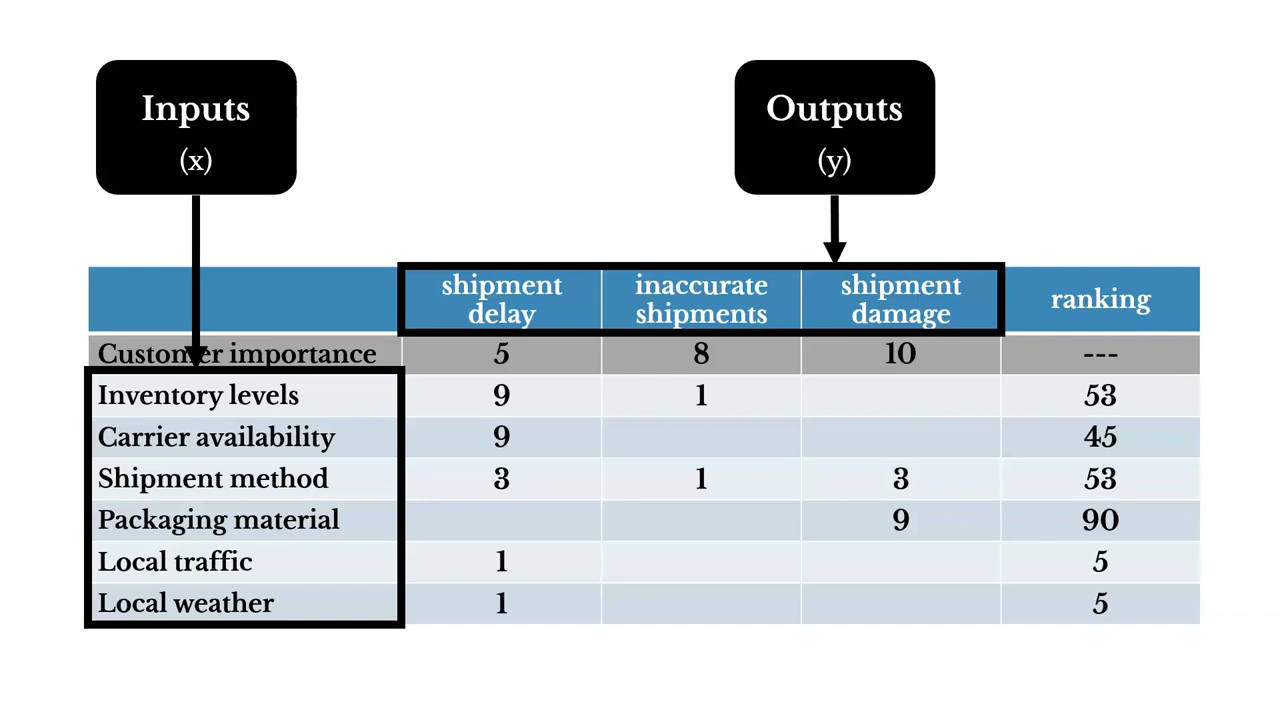 Inputs
(x)
Outputs
(y)
shipment delay inaccurate shipments shipment damage ranking
Customer importance 5 8 10 ---
Inventory levels 9 1 53
Carrier availability 9 45
Shipment method 3 1 3 53
Packaging material 9 90
Local traffic 1 5
Local weather 1 5